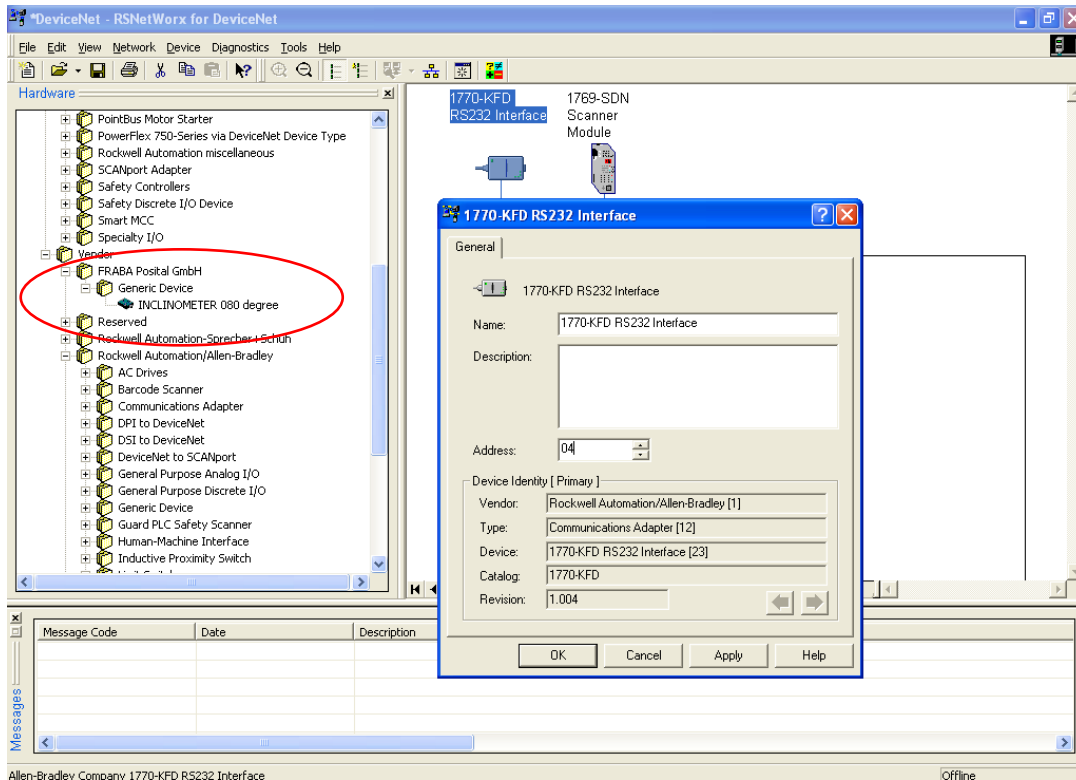 *DeviceNet - RSNetWorx for DeviceNet
File Edit View Network Device Diagnostics Tools Help
Hardware
PointBus Motor Starter
PowerFlex 750-Series via DeviceNet Device Type
Rockwell Automation miscellaneous
SCANport Adapter
Safety Controllers
Safety Discrete I/O Device
Smart MCC
Specialty I/O
Vendor
FRABA Posital GmbH
Generic Device
INCLINOMETER 080 degree
Reserved
Rockwell Automation-Sprecher+Schuh
Rockwell Automation/Allen-Bradley
AC Drives
Barcode Scanner
Communications Adapter
DPI to DeviceNet
DSI to DeviceNet
DeviceNet to SCANport
General Purpose Analog I/O
General Purpose Discrete I/O
Generic Device
Guard PLC Safety Scanner
Human-Machine Interface
Inductive Proximity Switch
1770-KFD
RS232 Interface
1769-SDN
Scanner
Module
1770-KFD RS232 Interface
General
1770-KFD RS232 Interface
Name: 1770-KFD RS232 Interface
Description:
Address: 04
Device Identity [ Primary ]
Vendor: Rockwell Automation/Allen-Bradley [1]
Type: Communications Adapter [12]
Device: 1770-KFD RS232 Interface [23]
Catalog: 1770-KFD
Revision: 1.004
OK Cancel Apply Help
Message Code Date Description
Messages
Allen-Bradley Company 1770-KFD RS232 Interface Offline